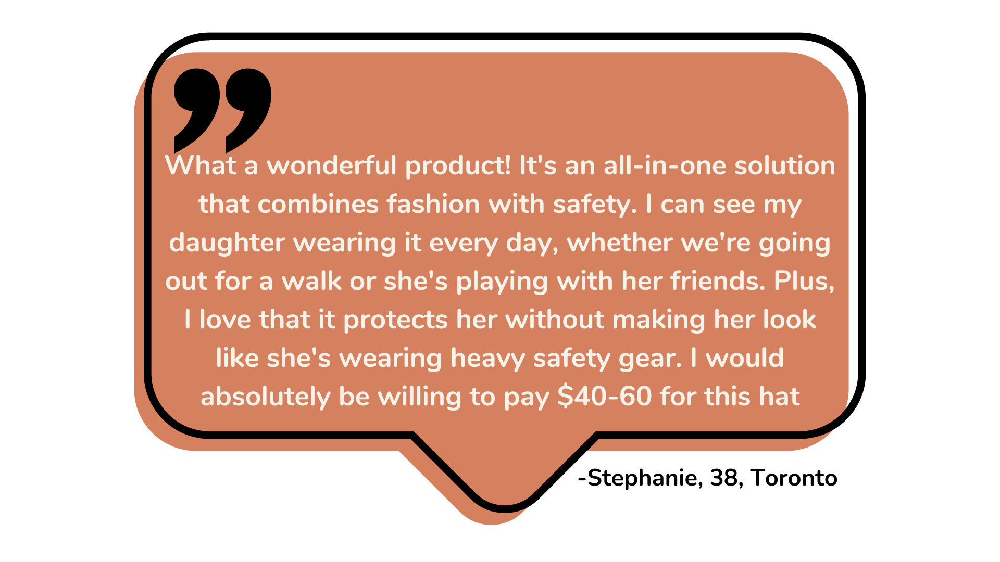 ”
What a wonderful product! It's an all-in-one solution
that combines fashion with safety. I can see my
daughter wearing it every day, whether we're going
out for a walk or she's playing with her friends. Plus,
I love that it protects her without making her look
like she's wearing heavy safety gear. I would
absolutely be willing to pay $40-60 for this hat
-Stephanie, 38, Toronto